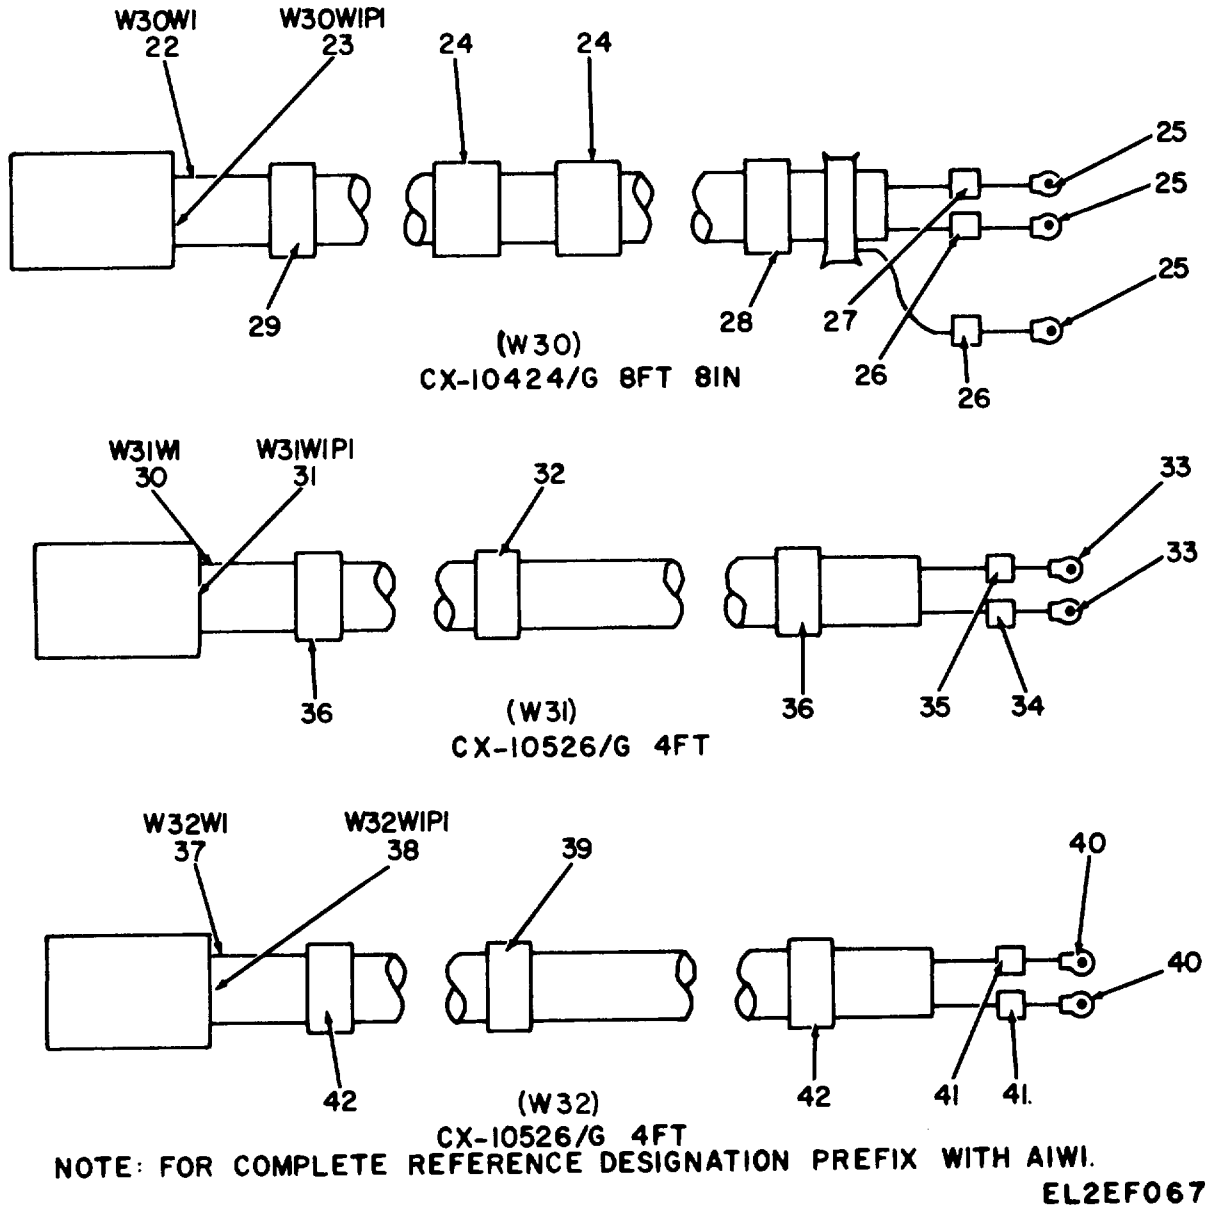 W30W1 W30W1P1
22 23 24 24
25
25
25
29 28 27
26
26
(W30)
CX-10424/G 8FT 8IN
W31W1 W31W1P1
30 31 32 33
33
36 36 35 34
(W31)
CX-10526/G 4FT
W32W1 W32W1P1
37 38 39 40
40
42 42 41 41.
(W32)
CX-10526/G 4FT
NOTE: FOR COMPLETE REFERENCE DESIGNATION PREFIX WITH A1W1.
EL2EF067